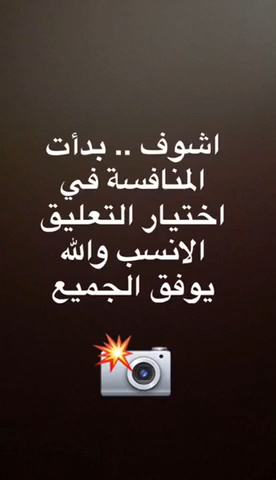 اشوف .. بدأت
المنافسة في
اختيار التعليق
الانسب والله
يوفق الجميع